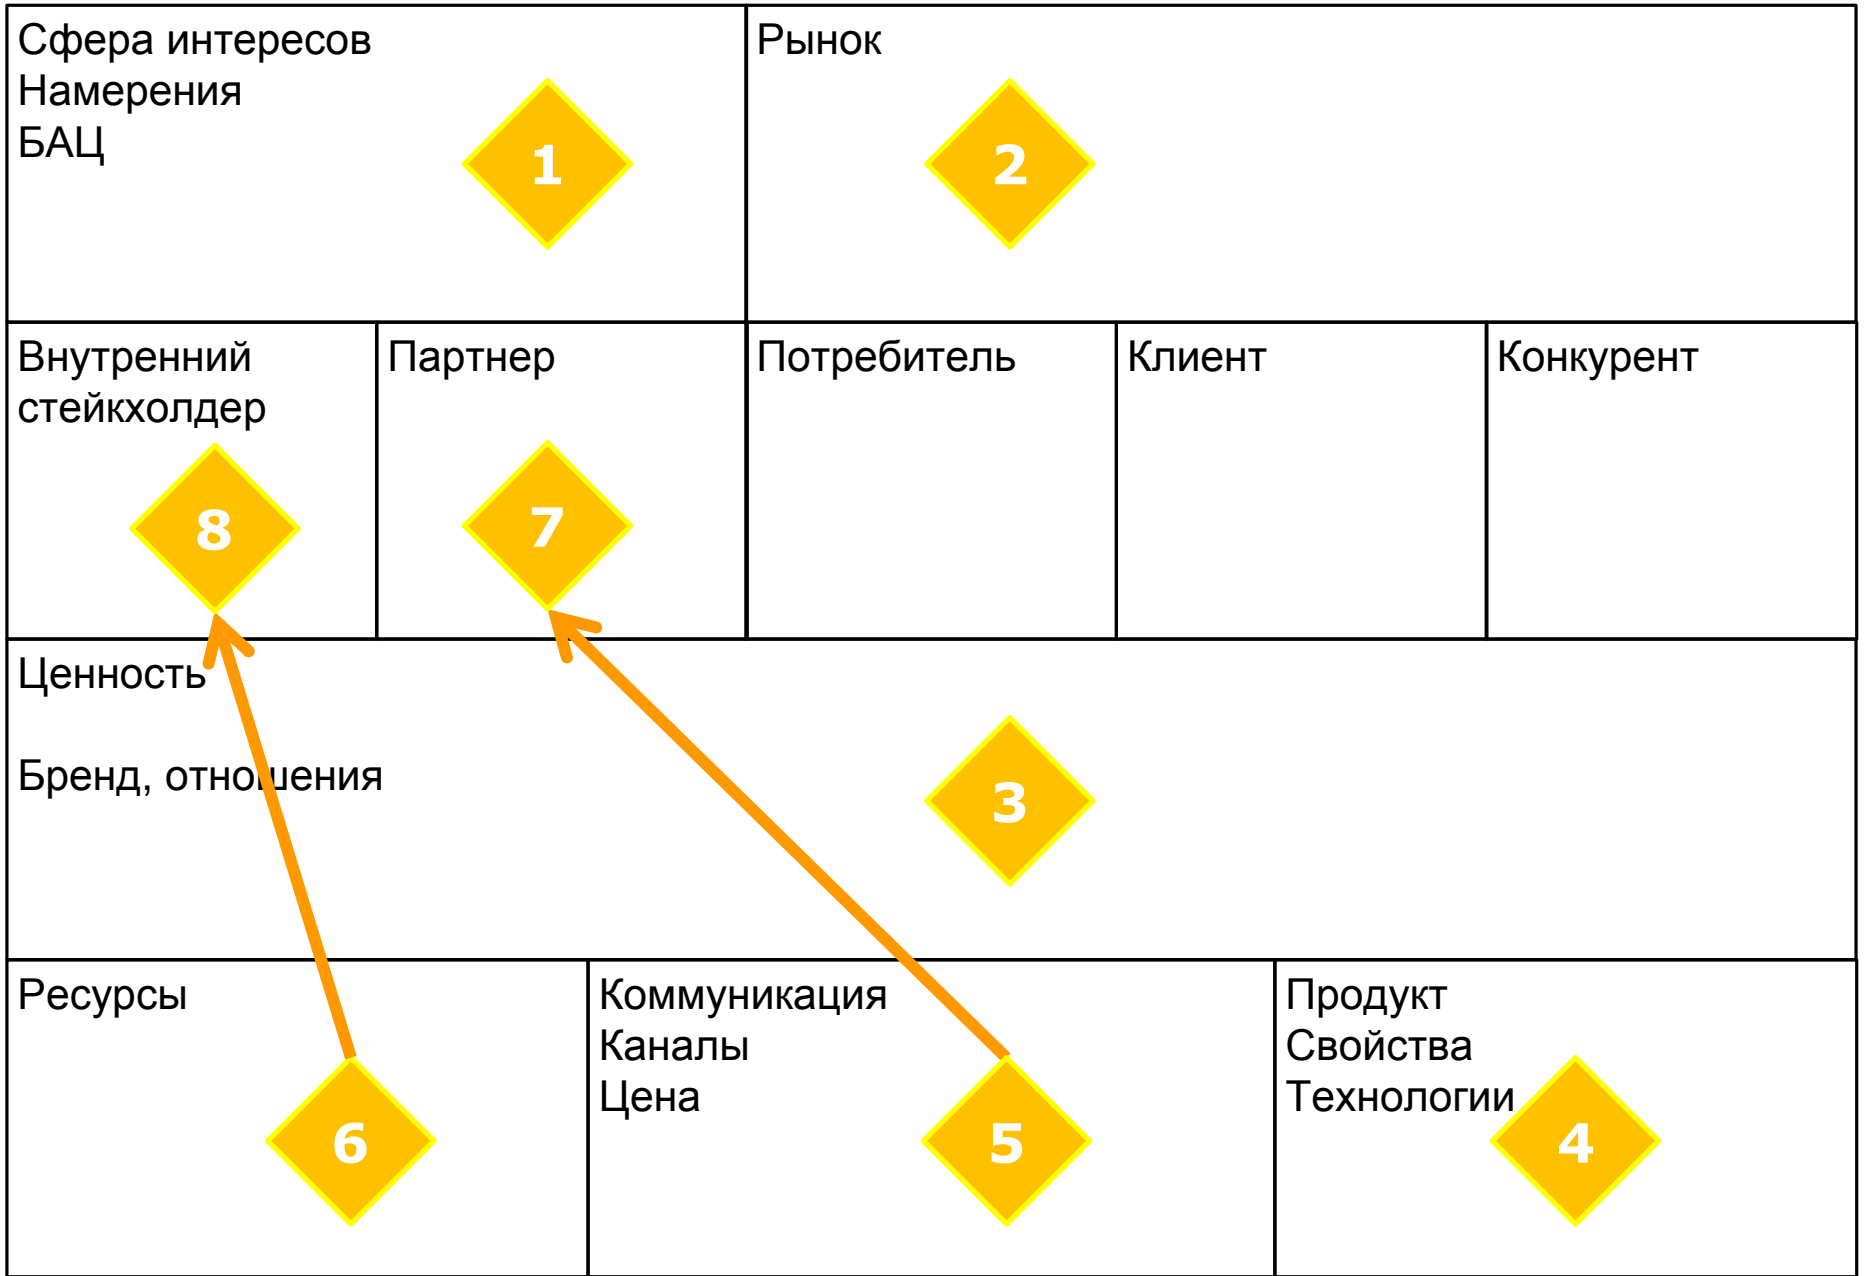 Сфера интересов
Намерения
БАЦ
1
Рынок
2
Внутренний
стейкхолдер
8
Партнер
7
Потребитель
Клиент
Конкурент
Ценность
Бренд, отношения
3
Ресурсы
6
Коммуникация
Каналы
Цена
5
Продукт
Свойства
Технологии
4